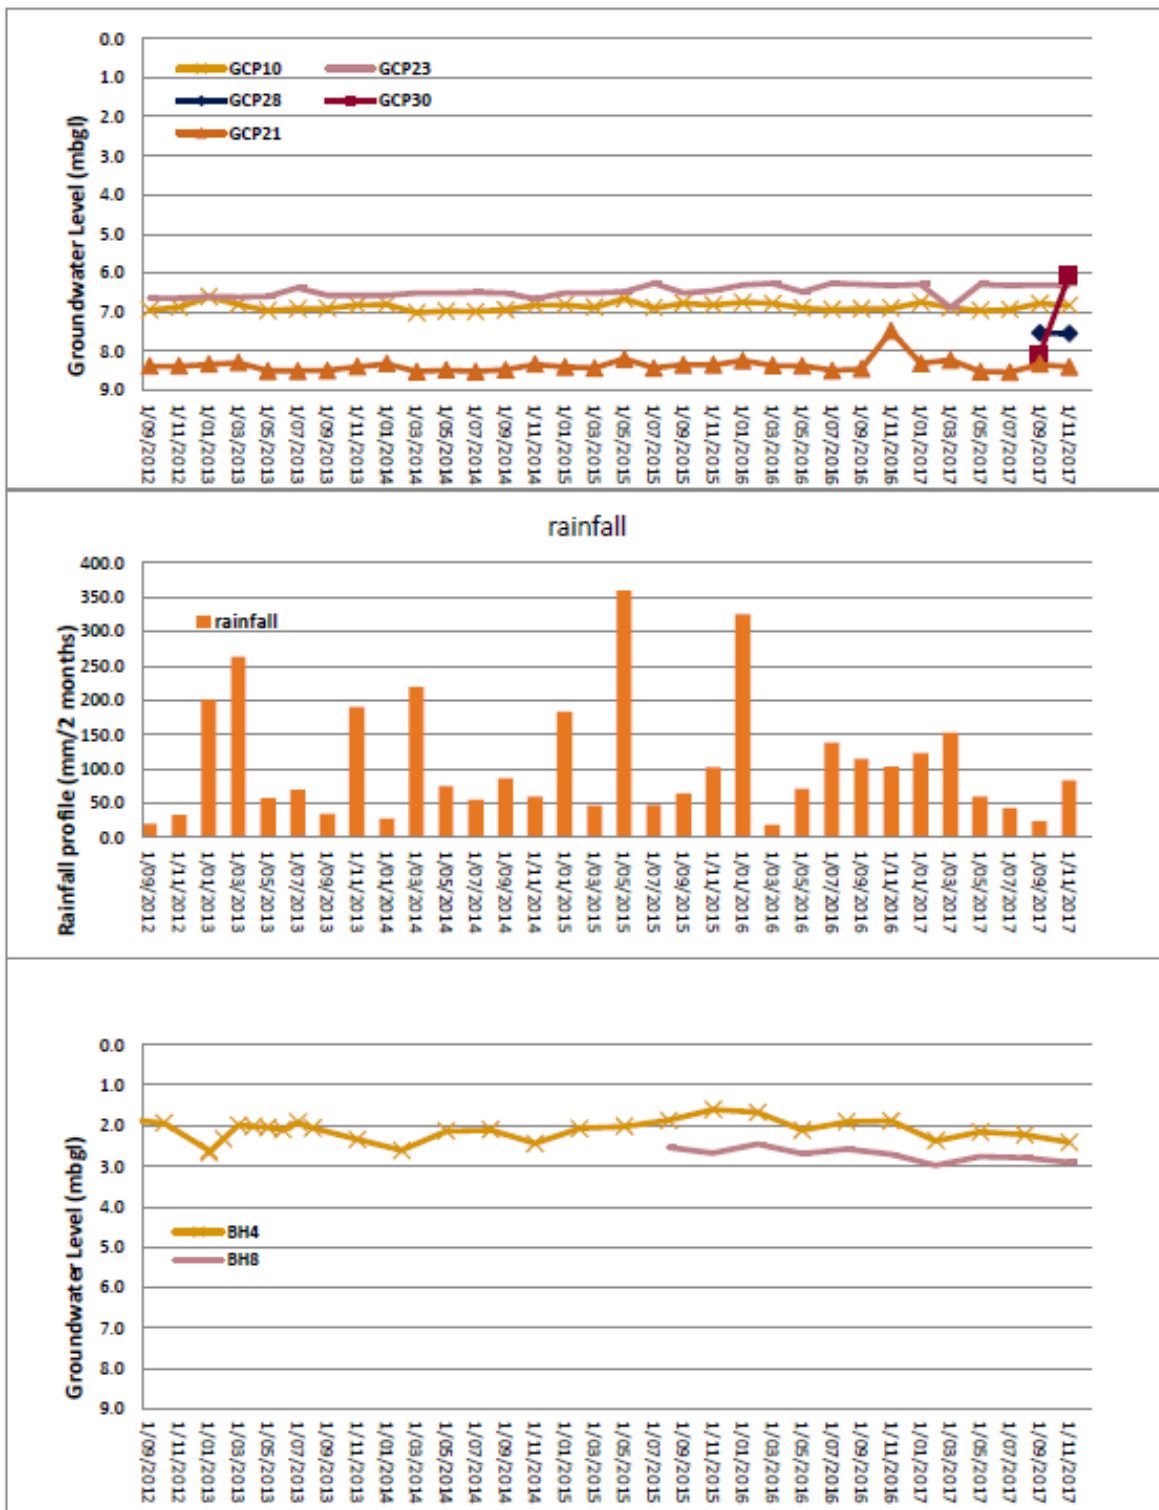 0.0
1.0
2.0
3.0
4.0
5.0
6.0
7.0
8.0
9.0
Groundwater Level (mbgl)
GCP10 GCP23
GCP28 GCP30
GCP21
1/09/2012 1/11/2012 1/01/2013 1/03/2013 1/05/2013 1/07/2013 1/09/2013 1/11/2013 1/01/2014 1/03/2014 1/05/2014 1/07/2014 1/09/2014 1/11/2014 1/01/2015 1/03/2015 1/05/2015 1/07/2015 1/09/2015 1/11/2015 1/01/2016 1/03/2016 1/05/2016 1/07/2016 1/09/2016 1/11/2016 1/01/2017 1/03/2017 1/05/2017 1/07/2017 1/09/2017 1/11/2017
rainfall
400.0
350.0
300.0
250.0
200.0
150.0
100.0
50.0
0.0
Rainfall profile (mm/2 months)
rainfall
1/09/2012 1/11/2012 1/01/2013 1/03/2013 1/05/2013 1/07/2013 1/09/2013 1/11/2013 1/01/2014 1/03/2014 1/05/2014 1/07/2014 1/09/2014 1/11/2014 1/01/2015 1/03/2015 1/05/2015 1/07/2015 1/09/2015 1/11/2015 1/01/2016 1/03/2016 1/05/2016 1/07/2016 1/09/2016 1/11/2016 1/01/2017 1/03/2017 1/05/2017 1/07/2017 1/09/2017 1/11/2017
0.0
1.0
2.0
3.0
4.0
5.0
6.0
7.0
8.0
9.0
Groundwater Level (mbgl)
BH4
BH8
1/09/2012 1/11/2012 1/01/2013 1/03/2013 1/05/2013 1/07/2013 1/09/2013 1/11/2013 1/01/2014 1/03/2014 1/05/2014 1/07/2014 1/09/2014 1/11/2014 1/01/2015 1/03/2015 1/05/2015 1/07/2015 1/09/2015 1/11/2015 1/01/2016 1/03/2016 1/05/2016 1/07/2016 1/09/2016 1/11/2016 1/01/2017 1/03/2017 1/05/2017 1/07/2017 1/09/2017 1/11/2017